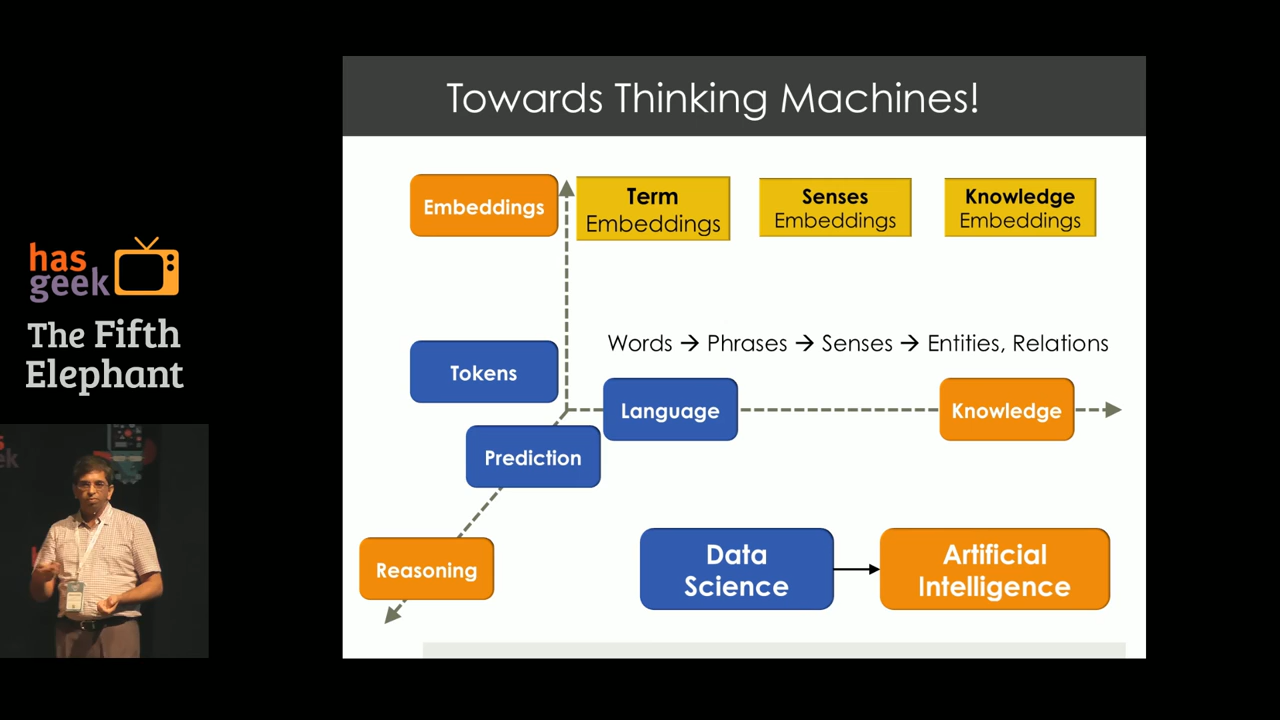 Towards Thinking Machines!
Embeddings
Term
Embeddings
Senses
Embeddings
Knowledge
Embeddings
has
geek
The Fifth
Elephant
Words → Phrases → Senses → Entities, Relations
Tokens
Language
Knowledge
Prediction
Reasoning
Data
Science
Artificial
Intelligence